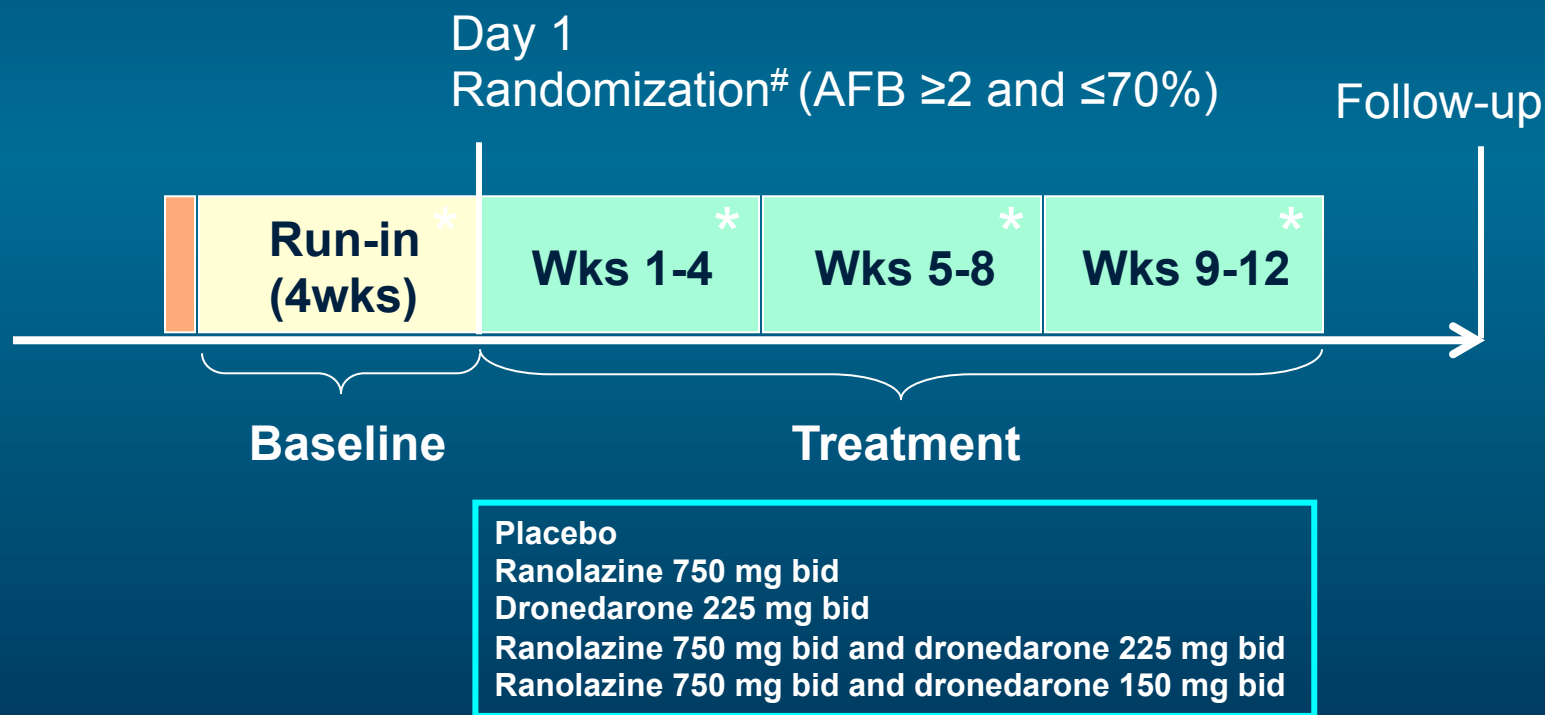 Day 1
Randomization# (AFB ≥2 and ≤70%)
Follow-up
Run-in *
(4wks)
Wks 1-4 *
Wks 5-8 *
Wks 9-12 *
Baseline
Treatment
Placebo
Ranolazine 750 mg bid
Dronedarone 225 mg bid
Ranolazine 750 mg bid and dronedarone 225 mg bid
Ranolazine 750 mg bid and dronedarone 150 mg bid